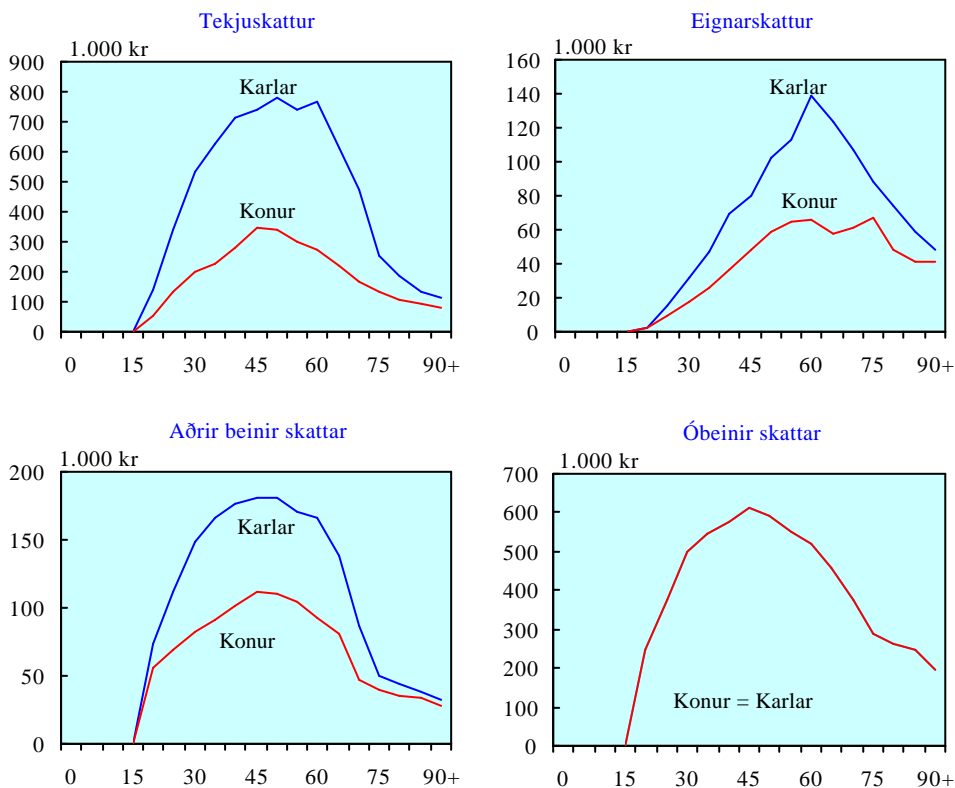 Tekjuskattur
1.000 kr
900
800
700
600
500
400
300
200
100
0
Karlar
Konur
0 15 30 45 60 75 90+
Eignarskattur
1.000 kr
160
140
120
100
80
60
40
20
0
Karlar
Konur
0 15 30 45 60 75 90+
Aðrir beinir skattar
1.000 kr
200
150
100
50
0
Karlar
Konur
0 15 30 45 60 75 90+
Óbeinir skattar
1.000 kr
700
600
500
400
300
200
100
0
Konur = Karlar
0 15 30 45 60 75 90+